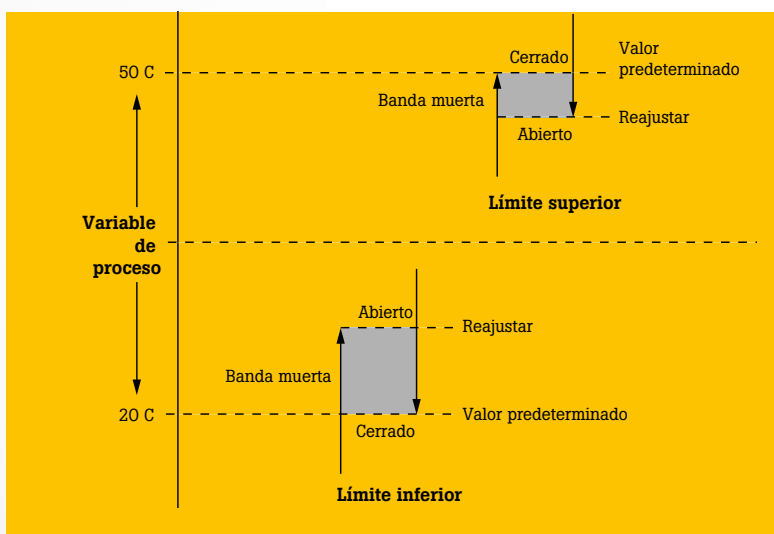 50 C
Cerrado
Valor
predeterminado
Banda muerta
Reajustar
Abierto
Límite superior
Variable
de
proceso
Abierto
Reajustar
Banda muerta
20 C
Valor predeterminado
Cerrado
Límite inferior